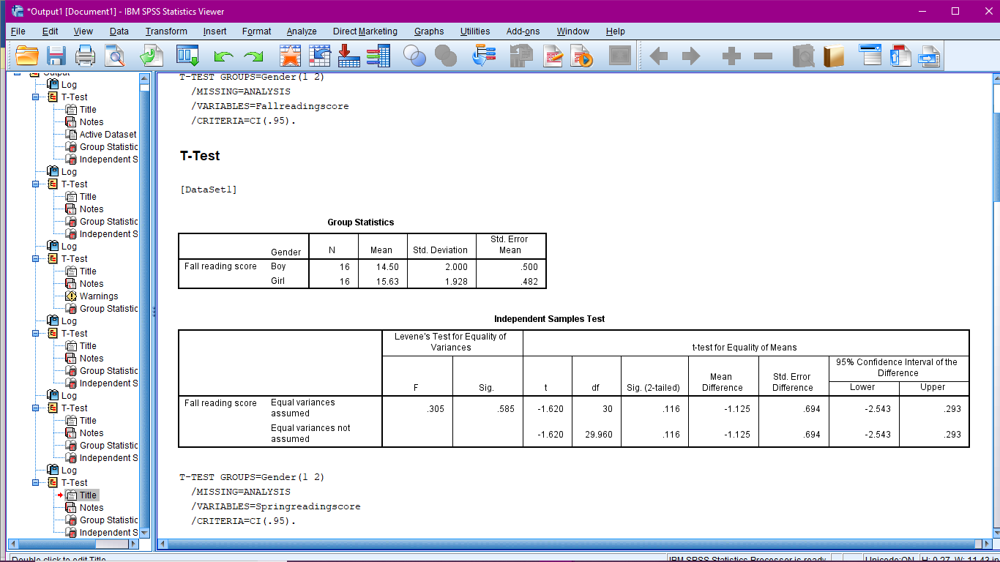 *Output1 [Document1] - IBM SPSS Statistics Viewer
File Edit View Data Transform Insert Format Analyze Direct Marketing Graphs Utilities Add-ons Window Help
Output
Log
T-Test
Title
Notes
Active Dataset
Group Statistic
Independent S
Log
T-Test
Title
Notes
Group Statistic
Independent S
Log
T-Test
Title
Notes
Warnings
Group Statistic
Log
T-Test
Title
Notes
Group Statistic
Independent S
Log
T-Test
Title
Notes
Group Statistic
Independent S
Log
T-Test
Title
Notes
Group Statistic
Independent S
T-TEST GROUPS=Gender(1 2)
/MISSING=ANALYSIS
/VARIABLES=Fallreadingscore
/CRITERIA=CI(.95).
T-Test
[DataSet1]
Group Statistics
Gender N Mean Std. Deviation Std. Error Mean
Fall reading score Boy 16 14.50 2.000 .500
Girl 16 15.63 1.928 .482
Independent Samples Test
Levene's Test for Equality of Variances t-test for Equality of Means
95% Confidence Interval of the Difference
F Sig. t df Sig. (2-tailed) Mean Difference Std. Error Difference Lower Upper
Fall reading score Equal variances assumed .305 .585 -1.620 30 .116 -1.125 .694 -2.543 .293
Equal variances not assumed -1.620 29.960 .116 -1.125 .694 -2.543 .293
T-TEST GROUPS=Gender(1 2)
/MISSING=ANALYSIS
/VARIABLES=Springreadingscore
/CRITERIA=CI(.95).
Double click to edit Title IBM SPSS Statistics Processor is ready Unicode:ON H: 0.27, W: 11.43 in